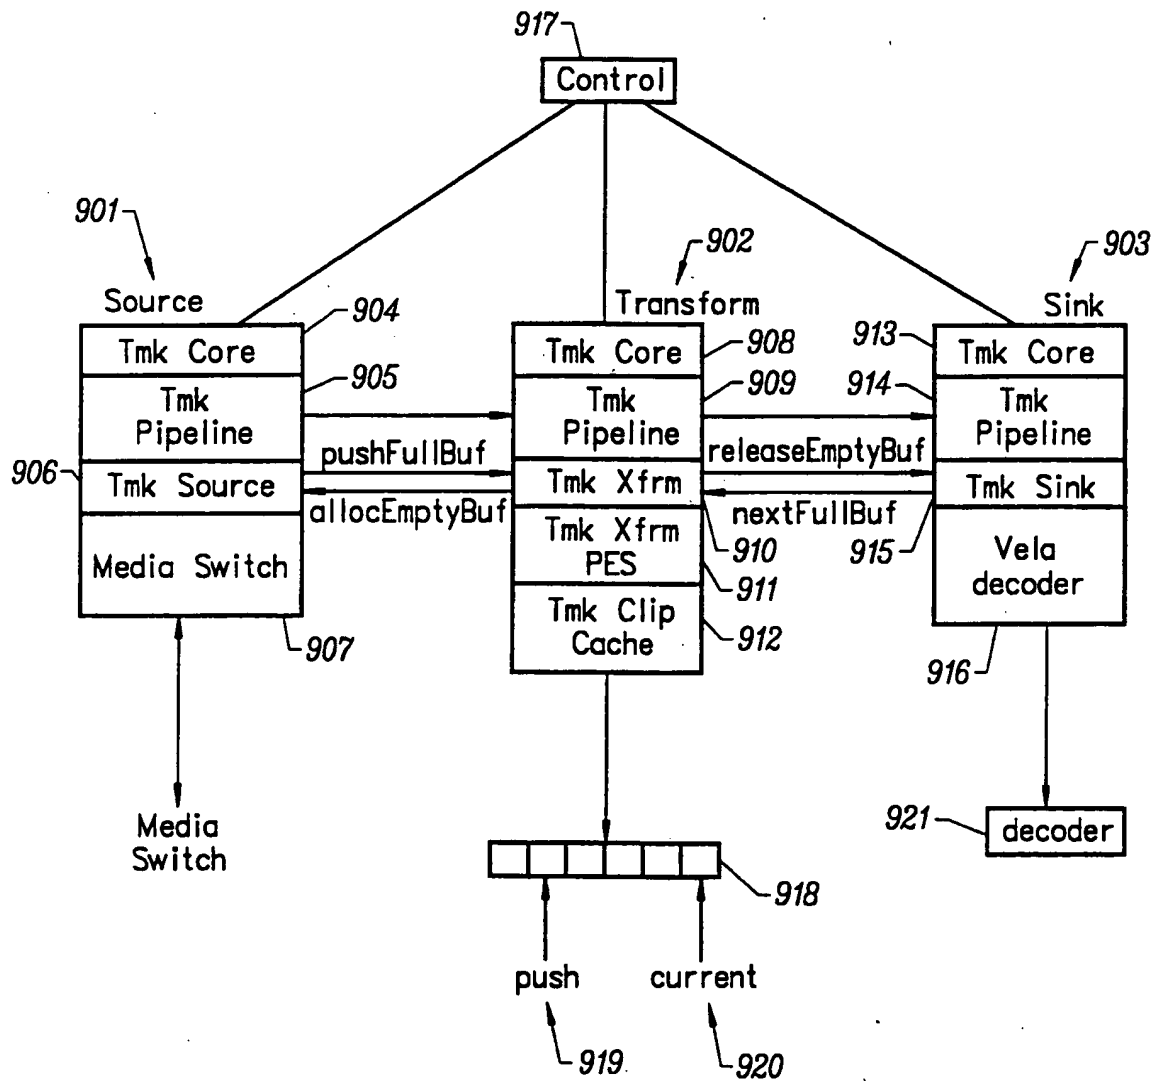 917
Control
901
902
903
Source
Transform
Sink
904
908
913
Tmk Core
Tmk Core
Tmk Core
905
909
914
Tmk
Pipeline
Tmk
Pipeline
Tmk
Pipeline
906
pushFullBuf
releaseEmptyBuf
Tmk Source
Tmk Xfrm
Tmk Sink
allocEmptyBuf
nextFullBuf
910
915
Media Switch
Tmk Xfrm
PES
911
Vela
decoder
907
Tmk Clip
Cache
912
916
Media
Switch
921
decoder
918
push
current
919
920